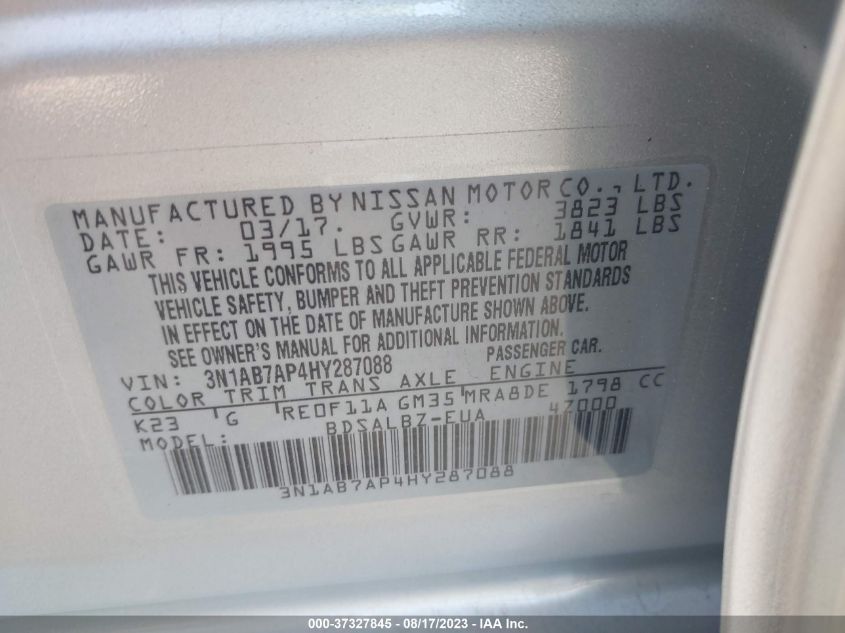 MANUFACTURED BY NISSAN MOTOR CO., LTD.
DATE: 03/17. GVWR: 3823 LBS
GAWR FR: 1995 LBS GAWR RR: 1841 LBS
THIS VEHICLE CONFORMS TO ALL APPLICABLE FEDERAL MOTOR
VEHICLE SAFETY, BUMPER AND THEFT PREVENTION STANDARDS
IN EFFECT ON THE DATE OF MANUFACTURE SHOWN ABOVE.
SEE OWNER'S MANUAL FOR ADDITIONAL INFORMATION.
VIN: 3N1AB7AP4HY287088 PASSENGER CAR.
COLOR TRIM TRANS AXLE ENGINE
K23 G RE0F11A GM35 MRA8DE 1798 CC
MODEL: BDSALBZ-EUA 47000
3N1AB7AP4HY287088
000-37327845 - 08/17/2023 - IAA Inc.